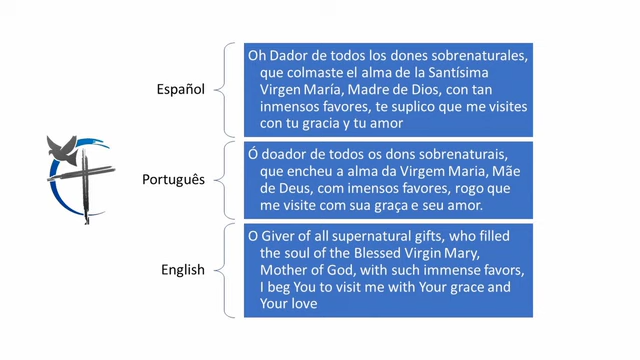 Español
Oh Dador de todos los dones sobrenaturales,
que colmaste el alma de la Santísima
Virgen María, Madre de Dios, con tan
inmensos favores, te suplico que me visites
con tu gracia y tu amor
Português
Ó doador de todos os dons sobrenaturais,
que encheu a alma da Virgem Maria, Mãe
de Deus, com imensos favores, rogo que
me visite com sua graça e seu amor.
English
O Giver of all supernatural gifts, who filled
the soul of the Blessed Virgin Mary,
Mother of God, with such immense favors,
I beg You to visit me with Your grace and
Your love